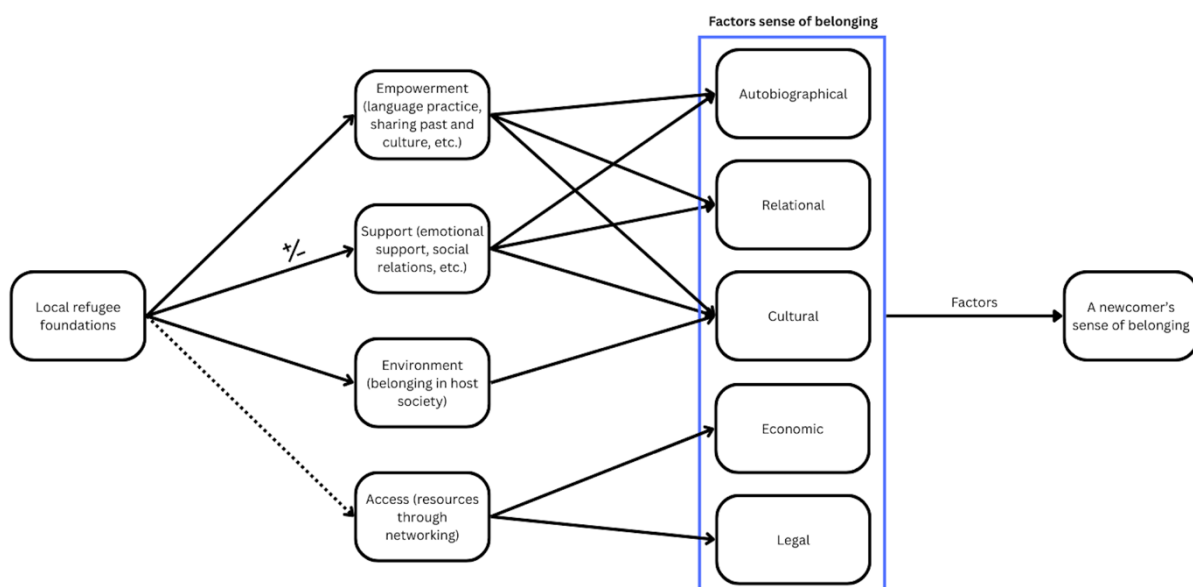 Factors sense of belonging
Empowerment
(language practice,
sharing past and
culture, etc.)
Autobiographical
Relational
+/-
Support (emotional
support, social
relations, etc.)
Local refugee
foundations
Cultural
Factors
A newcomer's
sense of belonging
Environment
(belonging in host
society)
Economic
Access (resources
through
networking)
Legal